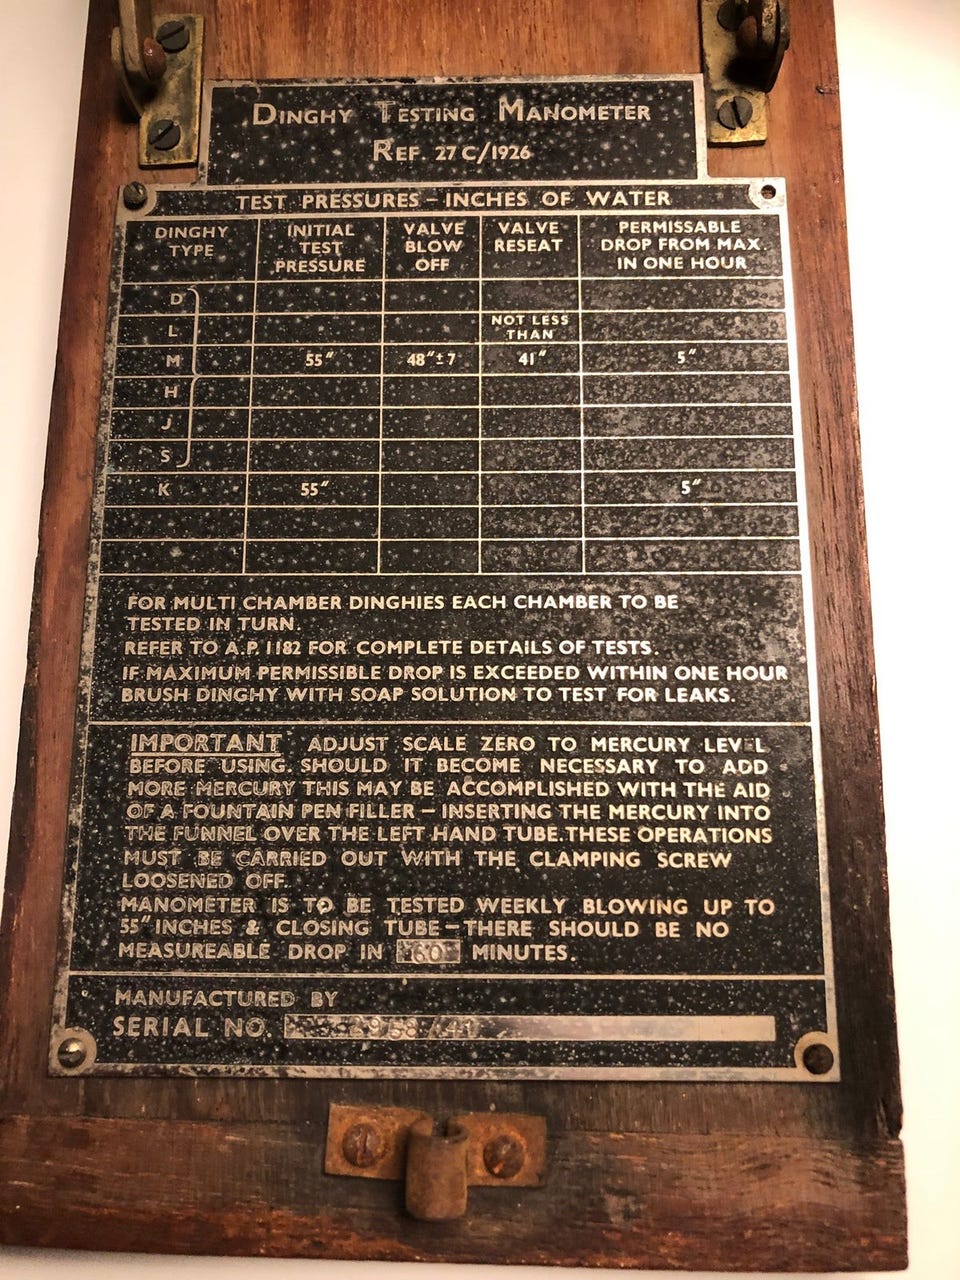 DINGHY TESTING MANOMETER
REF. 27C/1926
TEST PRESSURES – INCHES OF WATER
DINGHY TYPE INITIAL TEST PRESSURE VALVE BLOW OFF VALVE RESEAT PERMISSABLE DROP FROM MAX. IN ONE HOUR
D
L NOT LESS THAN
M 55" 48"±7 41" 5"
H
J
S
K 55" 5"
FOR MULTI CHAMBER DINGHIES EACH CHAMBER TO BE
TESTED IN TURN.
REFER TO A.P. 1182 FOR COMPLETE DETAILS OF TESTS.
IF MAXIMUM PERMISSIBLE DROP IS EXCEEDED WITHIN ONE HOUR
BRUSH DINGHY WITH SOAP SOLUTION TO TEST FOR LEAKS.
IMPORTANT ADJUST SCALE ZERO TO MERCURY LEVEL
BEFORE USING. SHOULD IT BECOME NECESSARY TO ADD
MORE MERCURY THIS MAY BE ACCOMPLISHED WITH THE AID
OF A FOUNTAIN PEN FILLER – INSERTING THE MERCURY INTO
THE FUNNEL OVER THE LEFT HAND TUBE. THESE OPERATIONS
MUST BE CARRIED OUT WITH THE CLAMPING SCREW
LOOSENED OFF.
MANOMETER IS TO BE TESTED WEEKLY BLOWING UP TO
55" INCHES & CLOSING TUBE – THERE SHOULD BE NO
MEASUREABLE DROP IN 60 MINUTES.
MANUFACTURED BY
SERIAL NO.